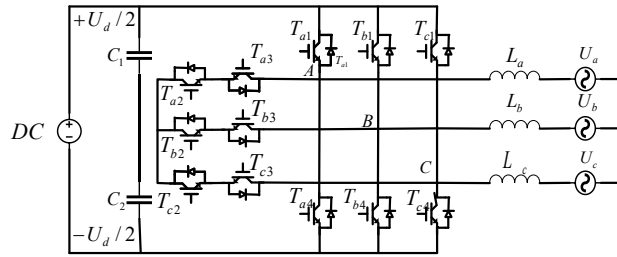 +U_d/2
T_a1 T_b1 T_c1
C_1
T_a3
T_a1
A
L_a U_a
T_a2
T_b3
L_b U_b
DC
B
T_b2
T_c3
C
L_c U_c
C_2
T_c2
T_a4 T_b4 T_c4
−U_d/2